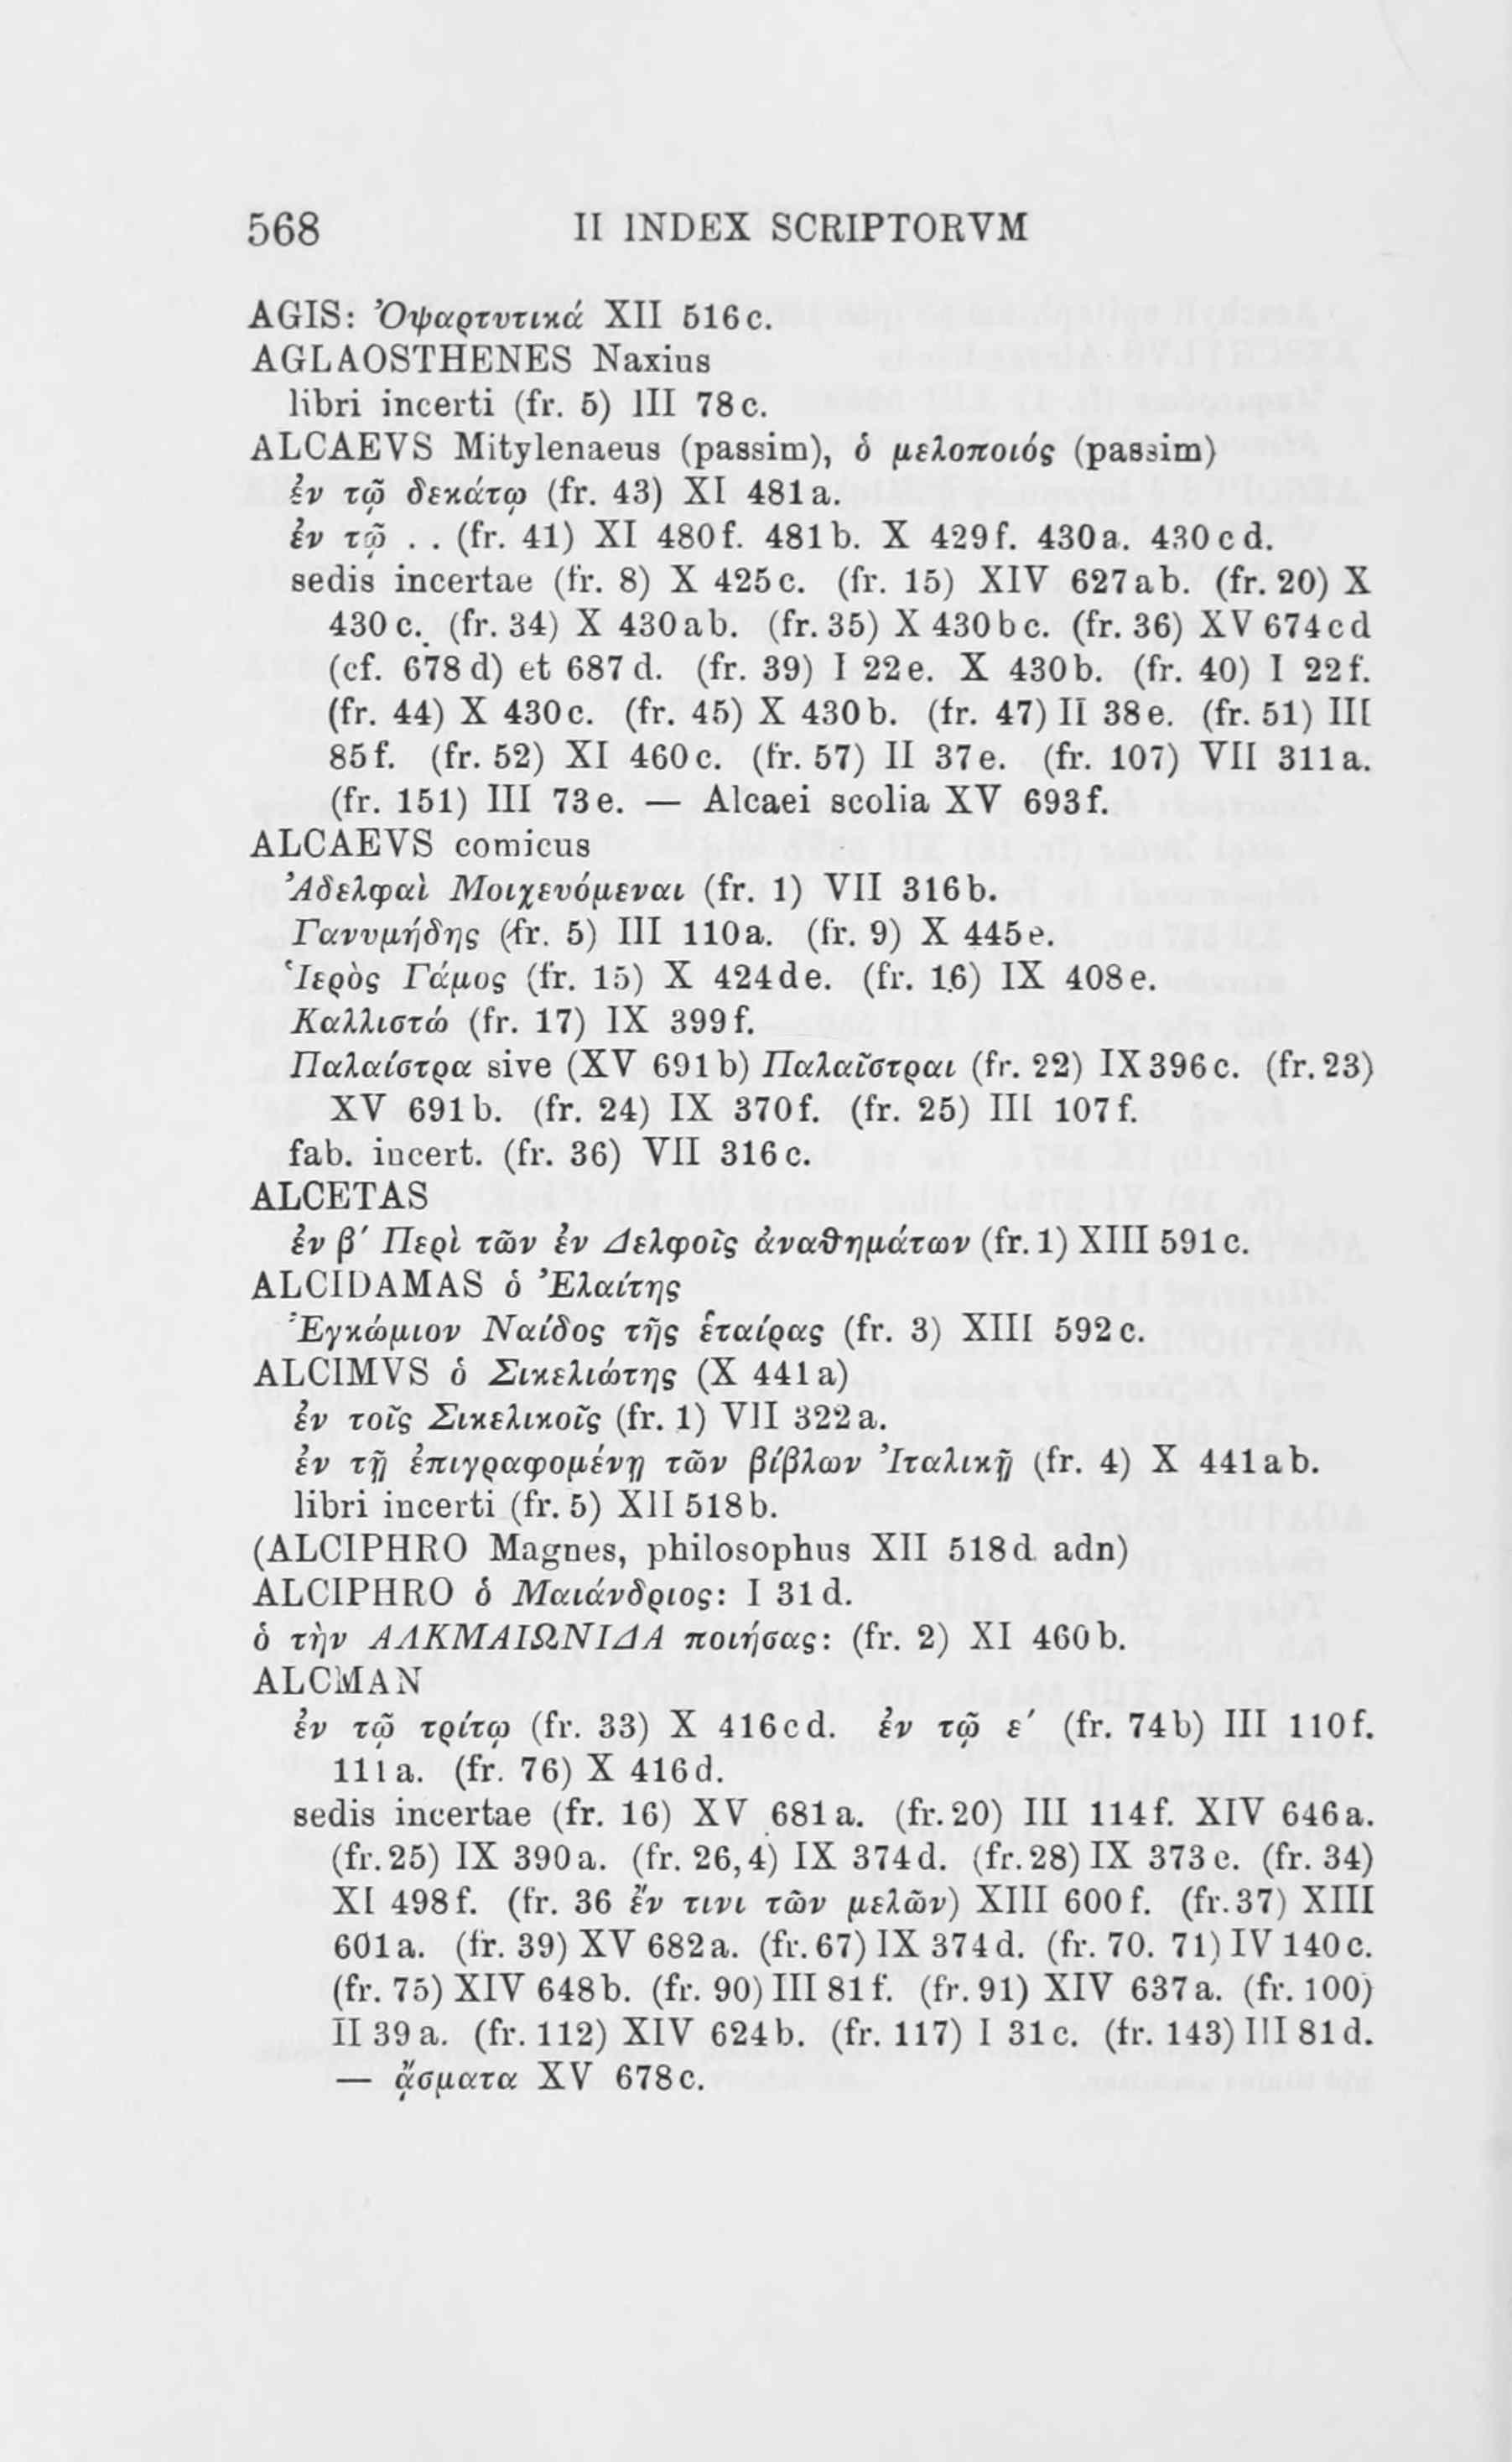 568 II INDEX SCRIPTORVM
AGIS: Ὀψαρτυτικά XII 516c.
AGLAOSTHENES Naxius
libri incerti (fr. 5) III 78c.
ALCAEVS Mitylenaeus (passim), ὁ μελοποιός (passim)
ἐν τῷ δεκάτῳ (fr. 43) XI 481a.
ἐν τῷ . . (fr. 41) XI 480f. 481b. X 429f. 430a. 430cd.
sedis incertae (fr. 8) X 425c. (fr. 15) XIV 627ab. (fr. 20) X
430c. (fr. 34) X 430ab. (fr. 35) X 430bc. (fr. 36) XV 674cd
(cf. 678d) et 687d. (fr. 39) I 22e. X 430b. (fr. 40) I 22f.
(fr. 44) X 430c. (fr. 45) X 430b. (fr. 47) II 38e. (fr. 51) III
85f. (fr. 52) XI 460c. (fr. 57) II 37e. (fr. 107) VII 311a.
(fr. 151) III 73e. — Alcaei scolia XV 693f.
ALCAEVS comicus
Ἀδελφαὶ Μοιχευόμεναι (fr. 1) VII 316b.
Γανυμήδης (fr. 5) III 110a. (fr. 9) X 445e.
Ἱερὸς Γάμος (fr. 15) X 424de. (fr. 16) IX 408e.
Καλλιστώ (fr. 17) IX 399f.
Παλαίστρα sive (XV 691b) Παλαῖστραι (fr. 22) IX 396c. (fr. 23)
XV 691b. (fr. 24) IX 370f. (fr. 25) III 107f.
fab. incert. (fr. 36) VII 316c.
ALCETAS
ἐν β′ Περὶ τῶν ἐν Δελφοῖς ἀναθημάτων (fr. 1) XIII 591c.
ALCIDAMAS ὁ Ἐλαίτης
Ἐγκώμιον Ναίδος τῆς ἑταίρας (fr. 3) XIII 592c.
ALCIMVS ὁ Σικελιώτης (X 441a)
ἐν τοῖς Σικελικοῖς (fr. 1) VII 322a.
ἐν τῇ ἐπιγραφομένῃ τῶν βίβλων Ἰταλικῇ (fr. 4) X 441ab.
libri incerti (fr. 5) XII 518b.
(ALCIPHRO Magnes, philosophus XII 518d adn)
ALCIPHRO ὁ Μαιάνδριος: I 31d.
ὁ τὴν ΑΛΚΜΑΙΩΝΙΔΑ ποιήσας: (fr. 2) XI 460b.
ALCMAN
ἐν τῷ τρίτῳ (fr. 33) X 416cd. ἐν τῷ ε′ (fr. 74b) III 110f.
111a. (fr. 76) X 416d.
sedis incertae (fr. 16) XV 681a. (fr. 20) III 114f. XIV 646a.
(fr. 25) IX 390a. (fr. 26,4) IX 374d. (fr. 28) IX 373e. (fr. 34)
XI 498f. (fr. 36 ἔν τινι τῶν μελῶν) XIII 600f. (fr. 37) XIII
601a. (fr. 39) XV 682a. (fr. 67) IX 374d. (fr. 70. 71) IV 140c.
(fr. 75) XIV 648b. (fr. 90) III 81f. (fr. 91) XIV 637a. (fr. 100)
II 39a. (fr. 112) XIV 624b. (fr. 117) I 31c. (fr. 143) III 81d.
— ᾄσματα XV 678c.